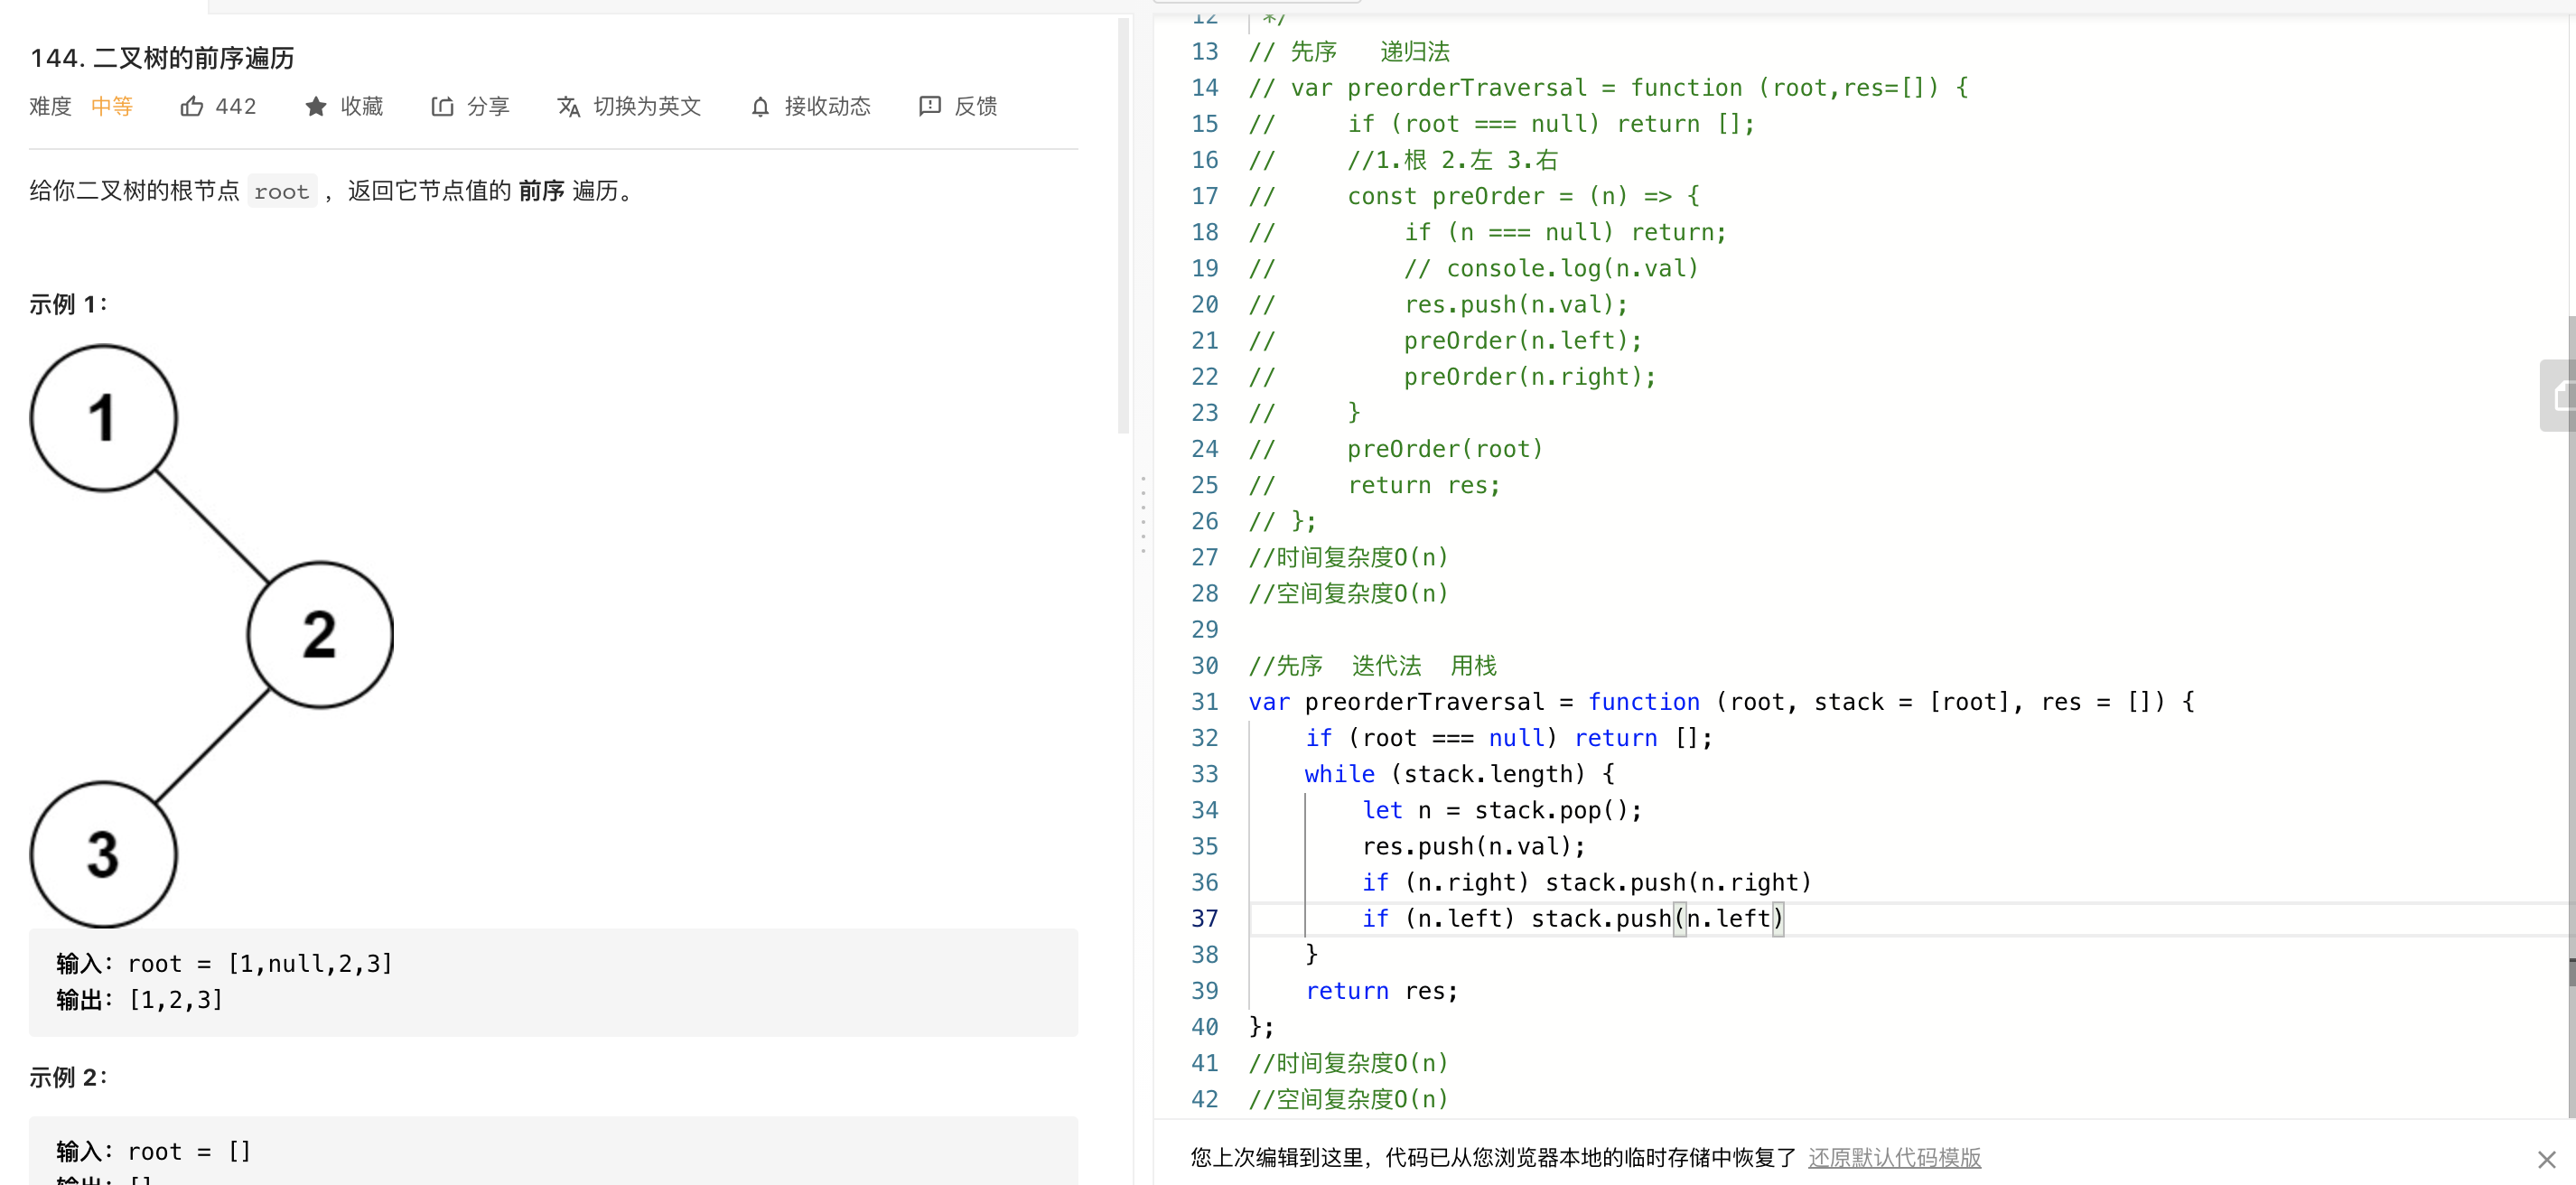 144. 二叉树的前序遍历
难度 中等 442 收藏 分享 切换为英文 接收动态 反馈
给你二叉树的根节点 root ，返回它节点值的 前序 遍历。
示例 1：
1
2
3
输入：root = [1,null,2,3]
输出：[1,2,3]
示例 2：
输入：root = []
输出：[]
12 */
13 // 先序   递归法
14 // var preorderTraversal = function (root,res=[]) {
15 //     if (root === null) return [];
16 //     //1.根 2.左 3.右
17 //     const preOrder = (n) => {
18 //         if (n === null) return;
19 //         // console.log(n.val)
20 //         res.push(n.val);
21 //         preOrder(n.left);
22 //         preOrder(n.right);
23 //     }
24 //     preOrder(root)
25 //     return res;
26 // };
27 //时间复杂度O(n)
28 //空间复杂度O(n)
29
30 //先序  迭代法  用栈
31 var preorderTraversal = function (root, stack = [root], res = []) {
32     if (root === null) return [];
33     while (stack.length) {
34         let n = stack.pop();
35         res.push(n.val);
36         if (n.right) stack.push(n.right)
37         if (n.left) stack.push(n.left)
38     }
39     return res;
40 };
41 //时间复杂度O(n)
42 //空间复杂度O(n)
您上次编辑到这里，代码已从您浏览器本地的临时存储中恢复了 还原默认代码模版